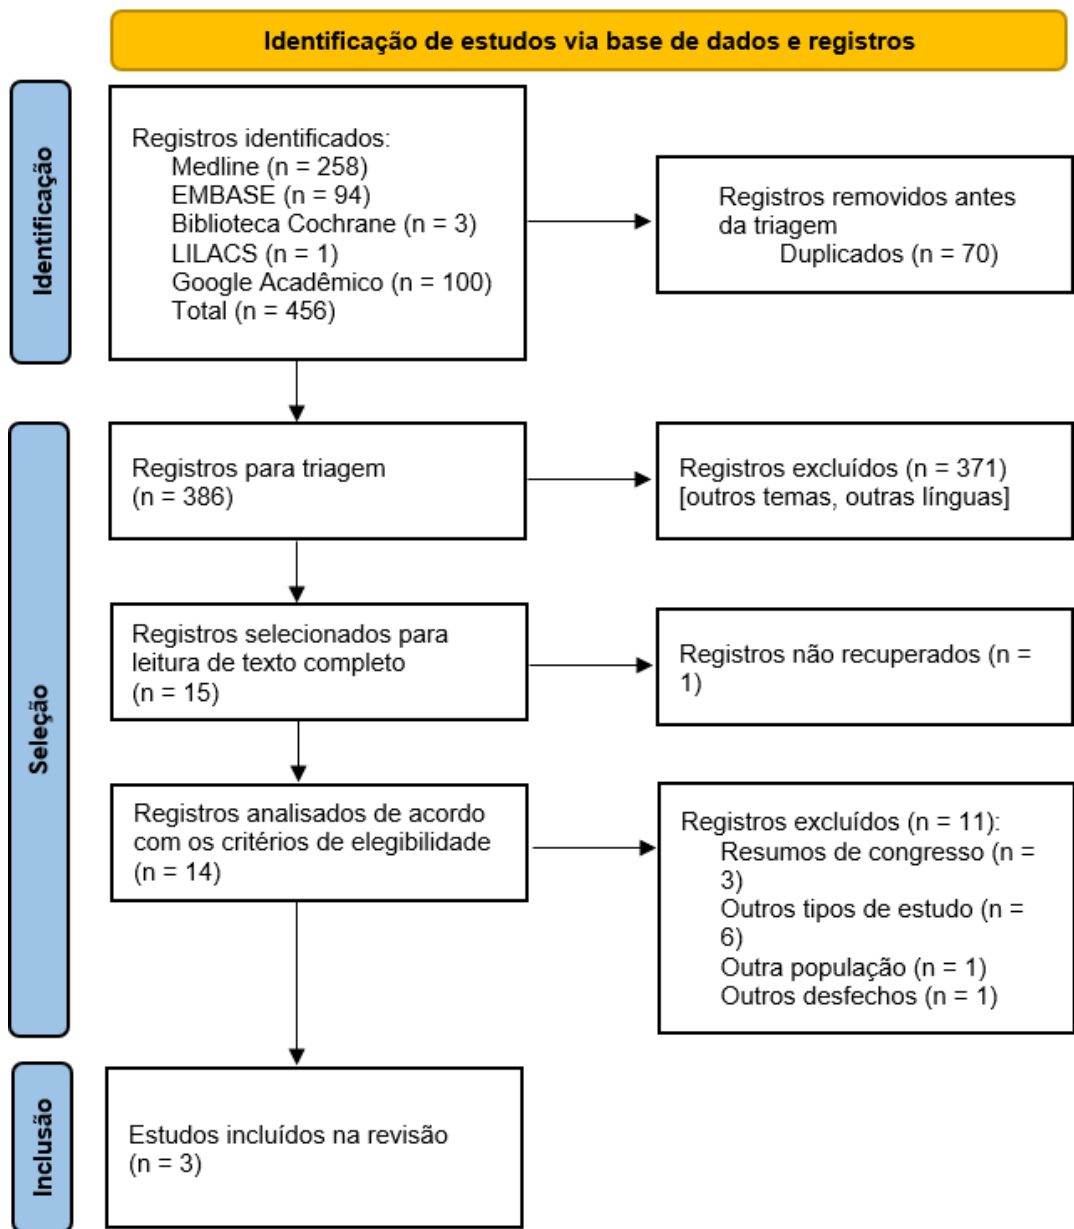 Identificação de estudos via base de dados e registros
Identificação
Registros identificados:
Medline (n = 258)
EMBASE (n = 94)
Biblioteca Cochrane (n = 3)
LILACS (n = 1)
Google Acadêmico (n = 100)
Total (n = 456)
Registros removidos antes
da triagem
Duplicados (n = 70)
Seleção
Registros para triagem
(n = 386)
Registros excluídos (n = 371)
[outros temas, outras línguas]
Registros selecionados para
leitura de texto completo
(n = 15)
Registros não recuperados (n =
1)
Registros analisados de acordo
com os critérios de elegibilidade
(n = 14)
Registros excluídos (n = 11):
Resumos de congresso (n =
3)
Outros tipos de estudo (n =
6)
Outra população (n = 1)
Outros desfechos (n = 1)
Inclusão
Estudos incluídos na revisão
(n = 3)